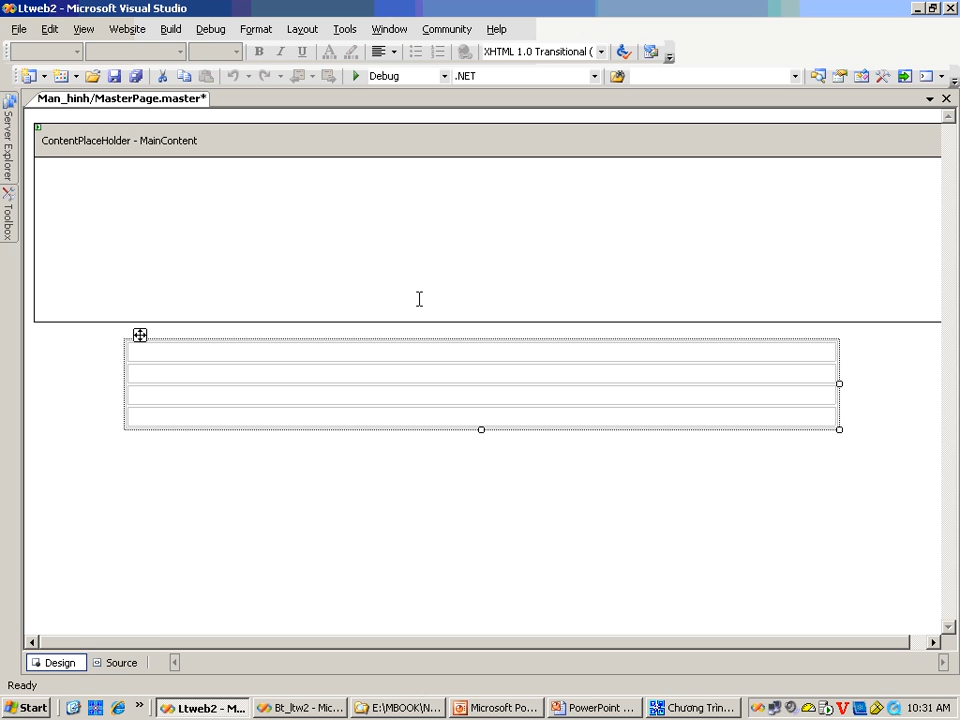 Ltweb2 - Microsoft Visual Studio
File Edit View Website Build Debug Format Layout Tools Window Community Help
B I U A XHTML 1.0 Transitional (
Debug .NET
Man_hinh/MasterPage.master*
Server Explorer
Toolbox
ContentPlaceHolder - MainContent
Design Source
Ready
Start » Ltweb2 - M... Bt_ltw2 - Mic... E:\MBOOK\N... Microsoft Po... PowerPoint ... Chương Trìn... 10:31 AM